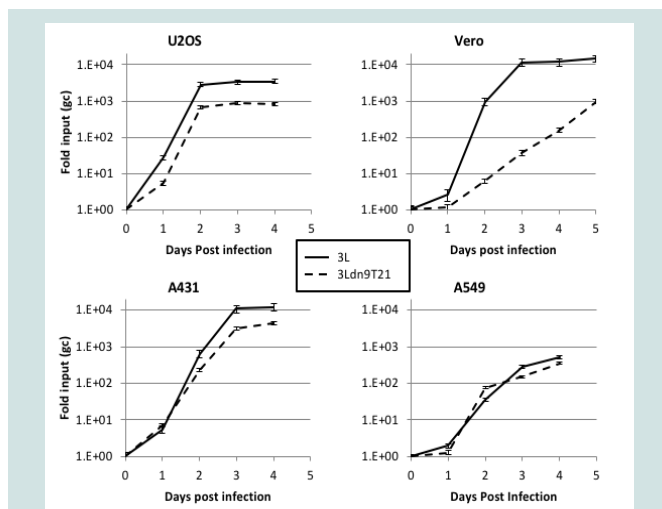 U2OS
Vero
1.E+04
1.E+03
1.E+02
1.E+01
1.E+00
Fold input (gc)
0 1 2 3 4 5
Days Post infection
1.E+04
1.E+03
1.E+02
1.E+01
1.E+00
0 1 2 3 4 5
Days Post infection
3L
3Ldn9T21
A431
A549
1.E+04
1.E+03
1.E+02
1.E+01
1.E+00
Fold input (gc)
0 1 2 3 4 5
Days post infection
1.E+04
1.E+03
1.E+02
1.E+01
1.E+00
0 1 2 3 4 5
Days Post Infection